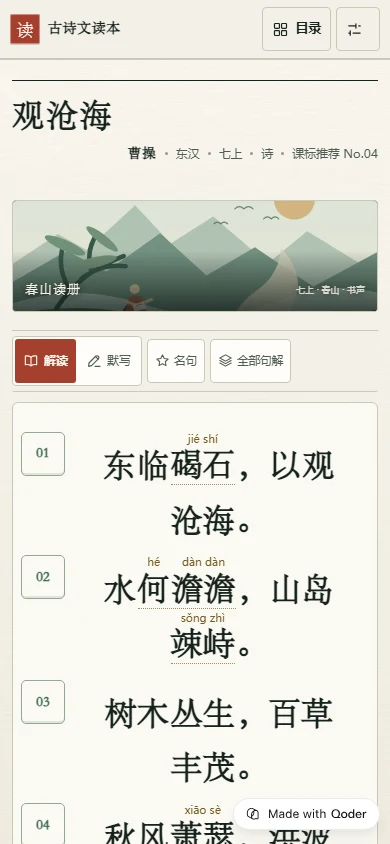 读 古诗文读本 目录
观沧海
曹操 • 东汉 • 七上 • 诗 • 课标推荐 No.04
春山读册 七上·春山·书声
解读 默写 名句 全部句解
jié shí
01 东临碣石，以观
沧海。
hé dàn dàn
02 水何澹澹，山岛
sǒng zhì
竦峙。
03 树木丛生，百草
丰茂。
xiāo sè
04 秋风萧瑟，洪波
Made with Qoder